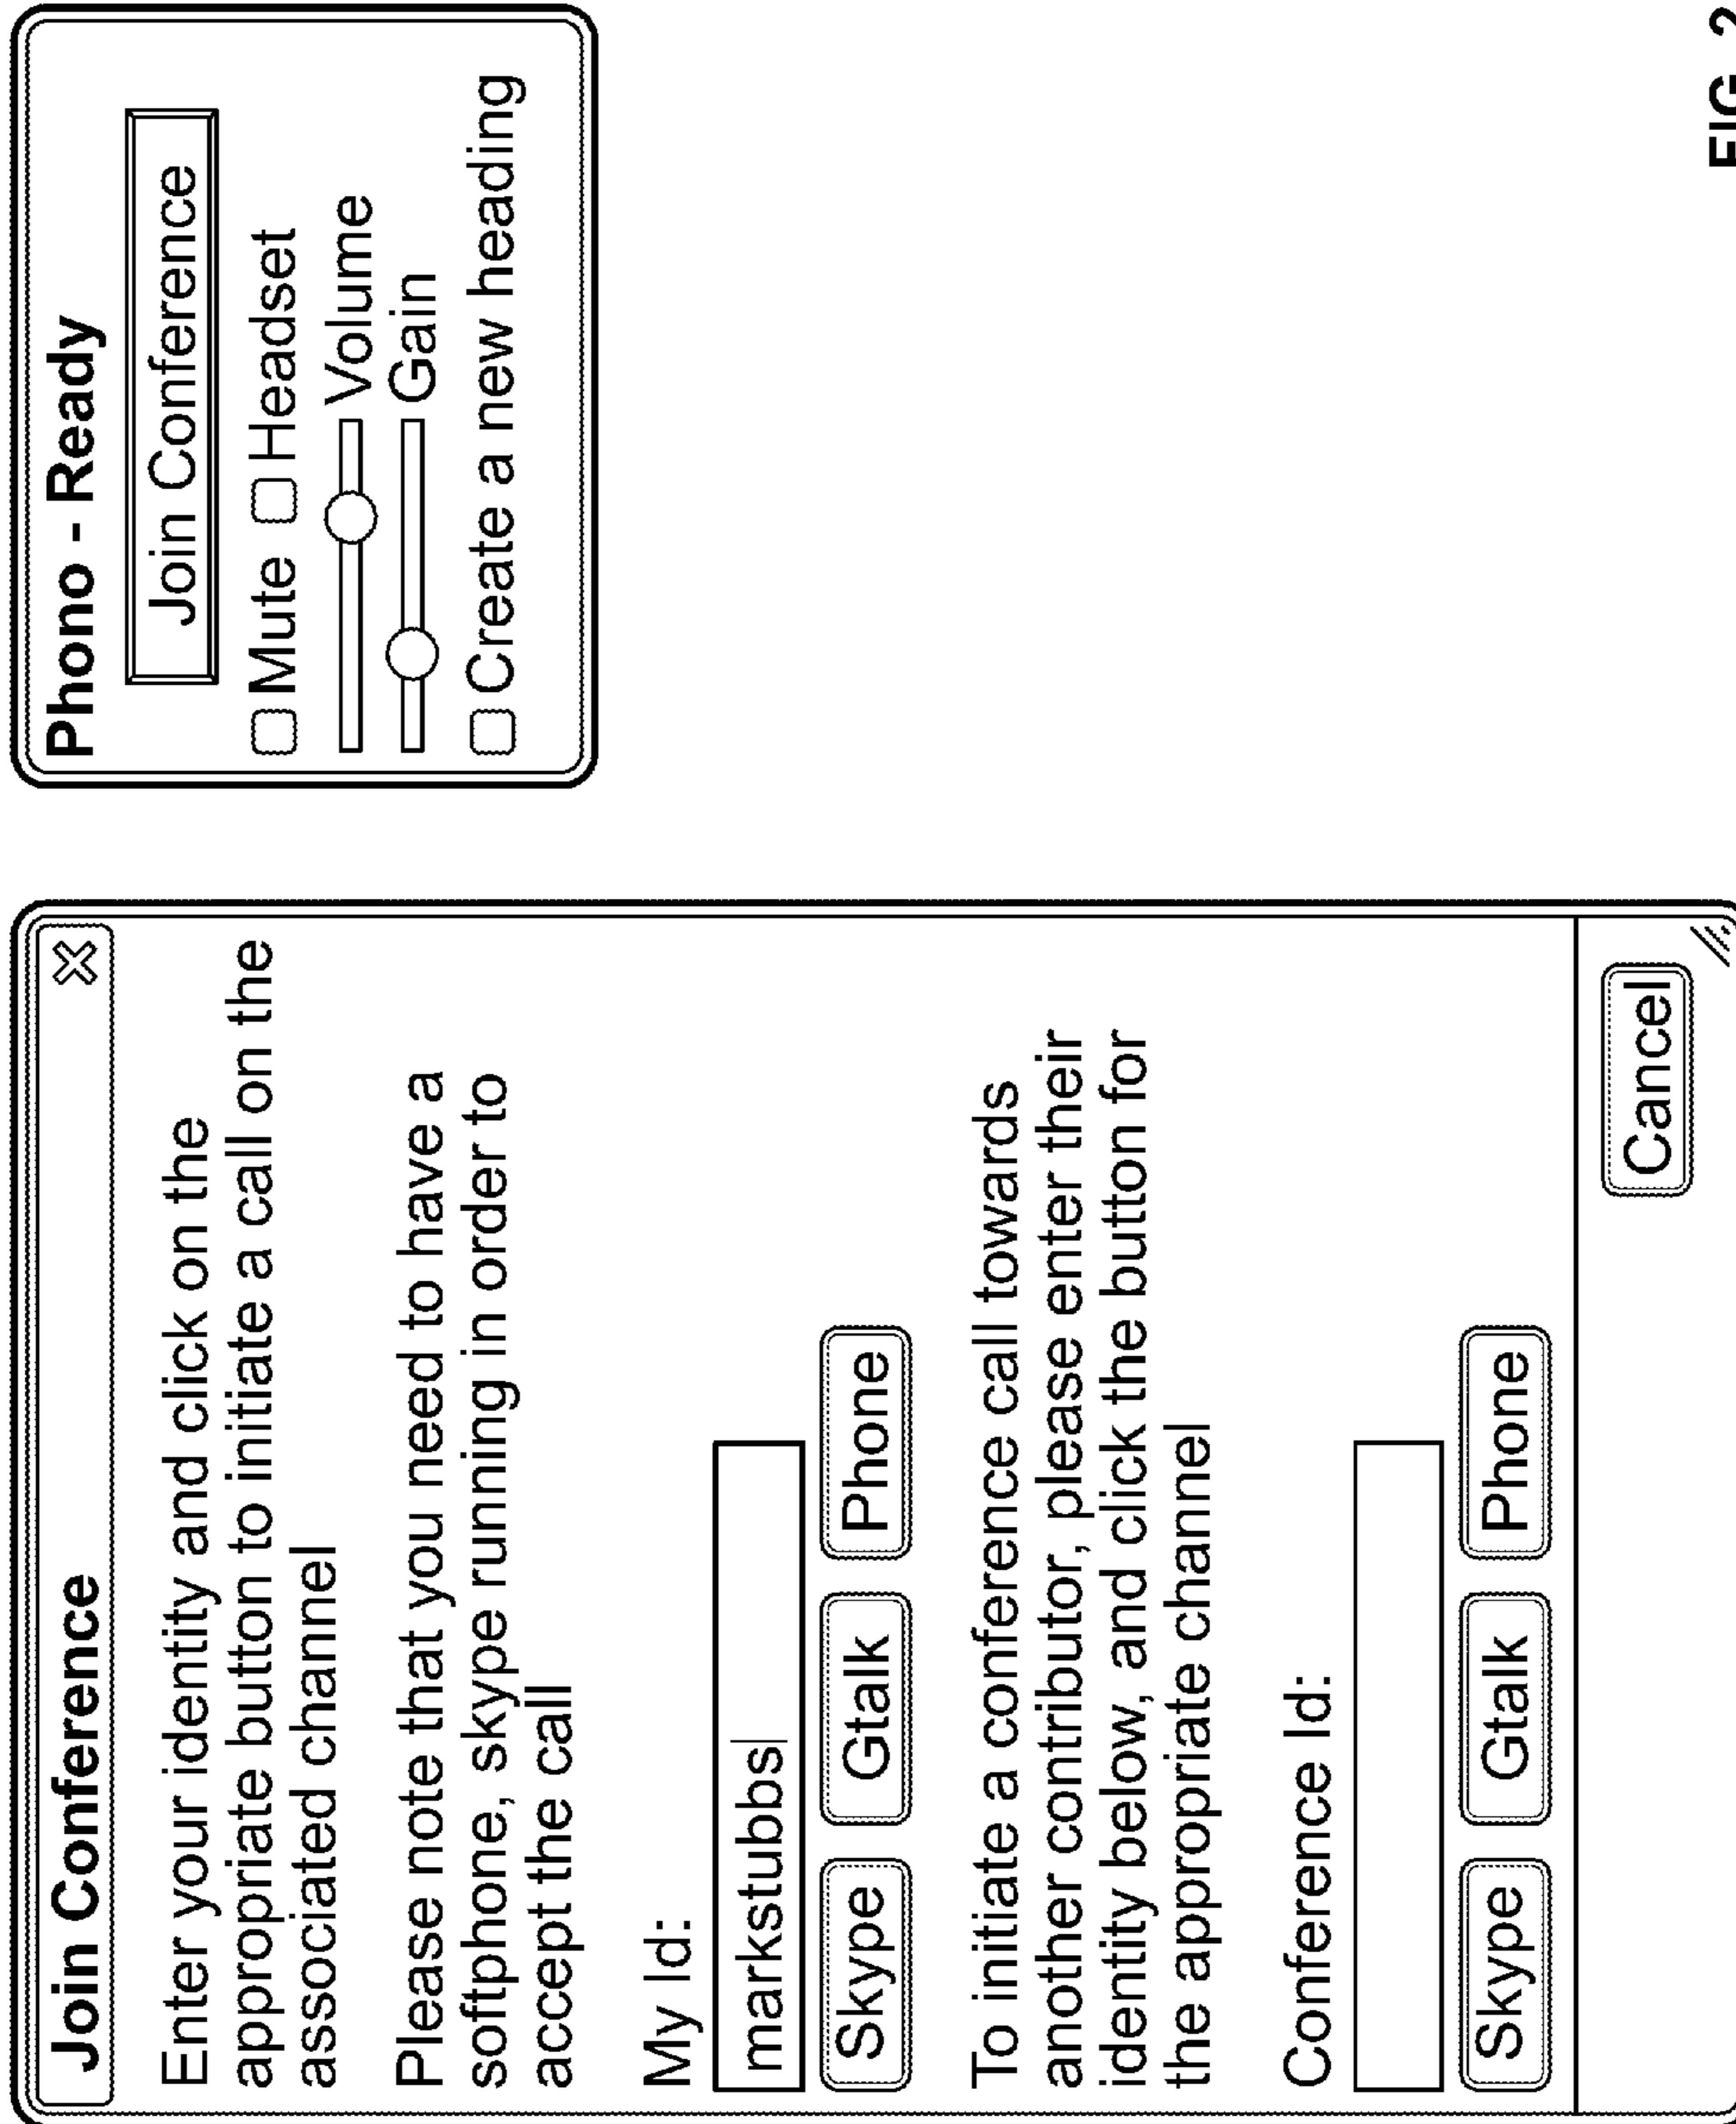 Join Conference
Enter your identity and click on the
appropriate button to initiate a call on the
associated channel
Please note that you need to have a
softphone, skype running in order to
accept the call
My Id:
markstubbs
Skype Gtalk Phone
To initiate a conference call towards
another contributor, please enter their
identity below, and click the button for
the appropriate channel
Conference Id:
Skype Gtalk Phone
Cancel
Phono - Ready
Join Conference
Mute Headset
Volume
Gain
Create a new heading
FIG. 2